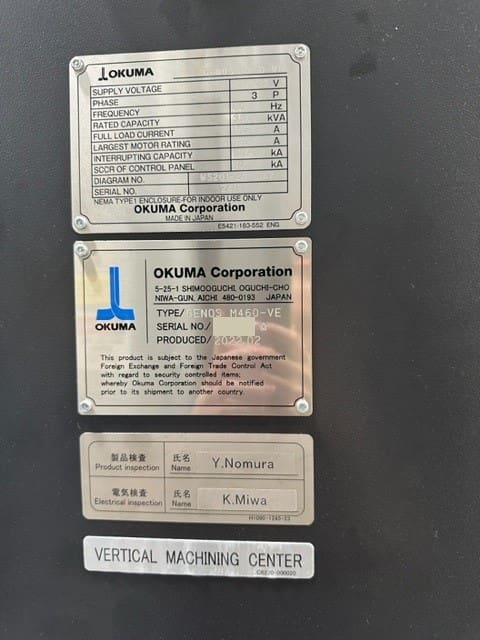 OKUMA
SUPPLY VOLTAGE V
PHASE 3 P
FREQUENCY Hz
RATED CAPACITY kVA
FULL LOAD CURRENT A
LARGEST MOTOR RATING A
INTERRUPTING CAPACITY kA
SCCR OF CONTROL PANEL kA
DIAGRAM NO.
SERIAL NO.
NEMA TYPE1 ENCLOSURE-FOR INDOOR USE ONLY
OKUMA Corporation
MADE IN JAPAN
E5421-163-552 ENG
OKUMA
OKUMA Corporation
5-25-1 SHIMOOGUCHI, OGUCHI-CHO
NIWA-GUN, AICHI 480-0193 JAPAN
TYPE/GENOS M460-VE
SERIAL NO./
PRODUCED/2022.02
This product is subject to the Japanese government
Foreign Exchange and Foreign Trade Control Act
with regard to security controlled items;
whereby Okuma Corporation should be notified
prior to its shipment to another country.
製品検査 氏名 Y.Nomura
Product inspection Name
電気検査 氏名 K.Miwa
Electrical inspection Name
VERTICAL MACHINING CENTER